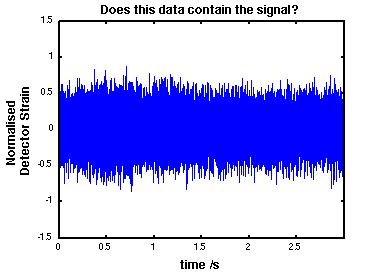 Does this data contain the signal?
1.5
1
0.5
0
-0.5
-1
-1.5
Normalised
Detector Strain
0 0.5 1 1.5 2 2.5
time /s